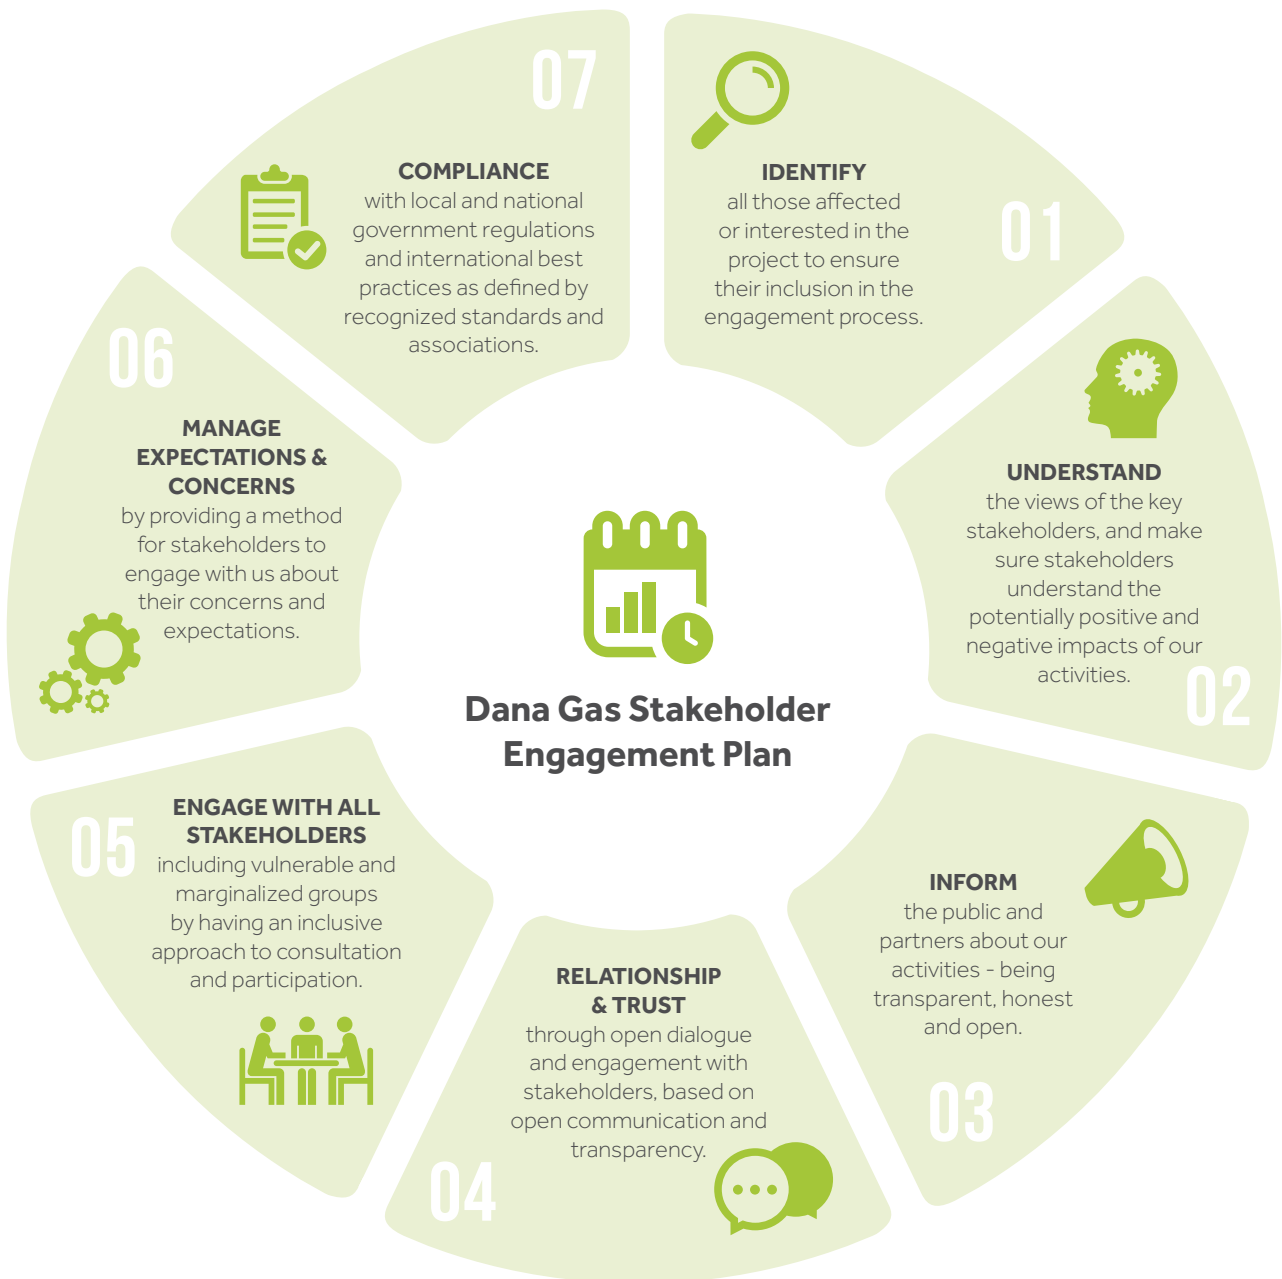 Dana Gas Stakeholder
Engagement Plan
01
IDENTIFY
all those affected
or interested in the
project to ensure
their inclusion in the
engagement process.
02
UNDERSTAND
the views of the key
stakeholders, and make
sure stakeholders
understand the
potentially positive and
negative impacts of our
activities.
03
INFORM
the public and
partners about our
activities - being
transparent, honest
and open.
04
RELATIONSHIP
& TRUST
through open dialogue
and engagement with
stakeholders, based on
open communication and
transparency.
05
ENGAGE WITH ALL
STAKEHOLDERS
including vulnerable and
marginalized groups
by having an inclusive
approach to consultation
and participation.
06
MANAGE
EXPECTATIONS &
CONCERNS
by providing a method
for stakeholders to
engage with us about
their concerns and
expectations.
07
COMPLIANCE
with local and national
government regulations
and international best
practices as defined by
recognized standards and
associations.